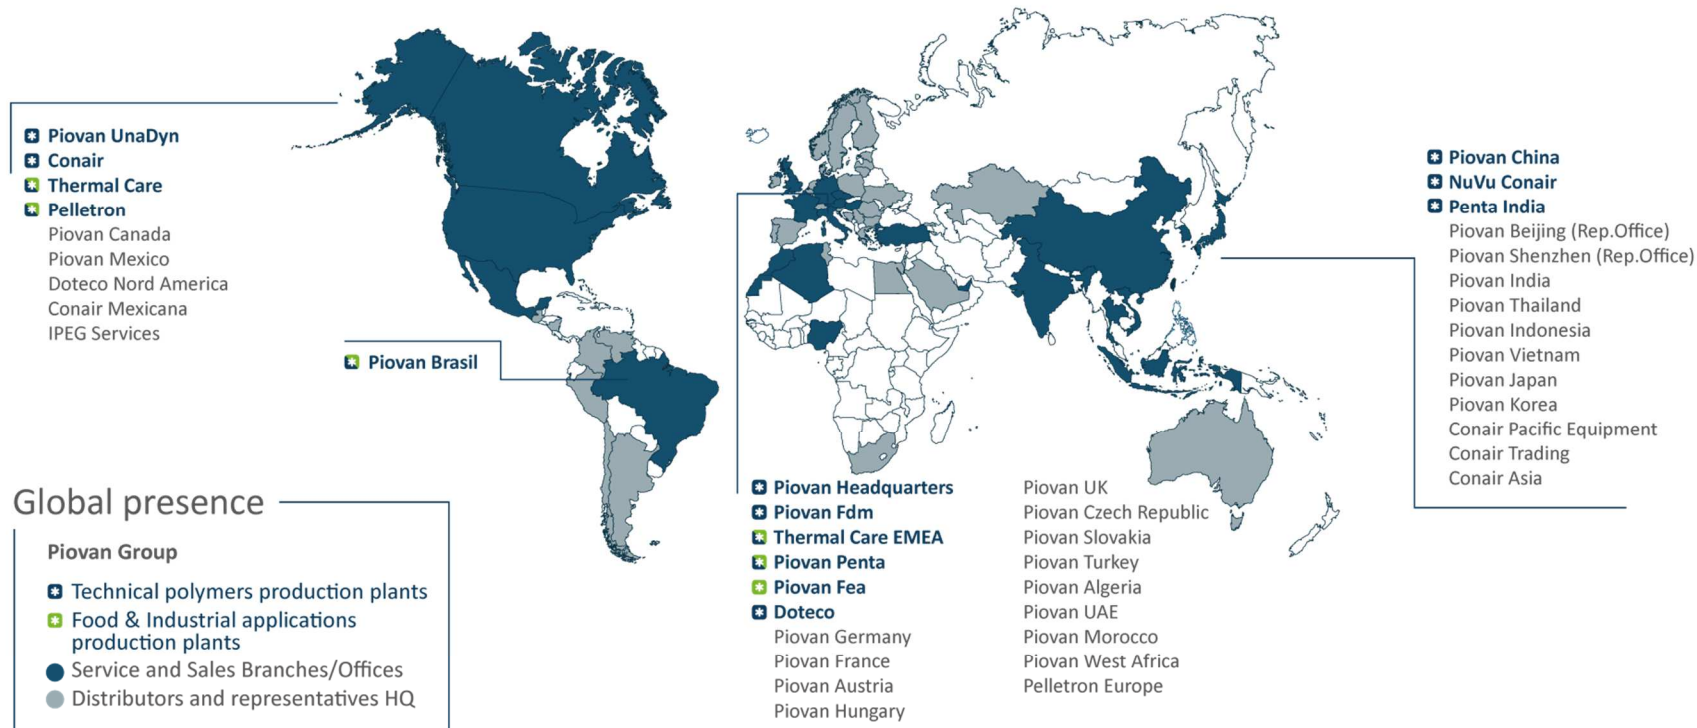 Piovan UnaDyn
Conair
Thermal Care
Pelletron
Piovan Canada
Piovan Mexico
Doteco Nord America
Conair Mexicana
IPEG Services
Piovan Brasil
Global presence
Piovan Group
Technical polymers production plants
Food & Industrial applications
production plants
Service and Sales Branches/Offices
Distributors and representatives HQ
Piovan Headquarters
Piovan Fdm
Thermal Care EMEA
Piovan Penta
Piovan Fea
Doteco
Piovan Germany
Piovan France
Piovan Austria
Piovan Hungary
Piovan UK
Piovan Czech Republic
Piovan Slovakia
Piovan Turkey
Piovan Algeria
Piovan UAE
Piovan Morocco
Piovan West Africa
Pelletron Europe
Piovan China
NuVu Conair
Penta India
Piovan Beijing (Rep.Office)
Piovan Shenzhen (Rep.Office)
Piovan India
Piovan Thailand
Piovan Indonesia
Piovan Vietnam
Piovan Japan
Piovan Korea
Conair Pacific Equipment
Conair Trading
Conair Asia